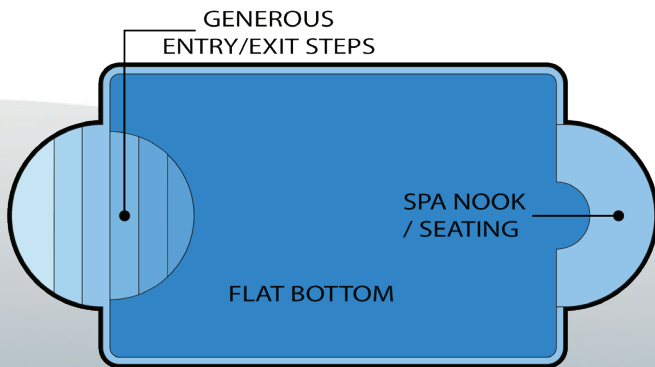 GENEROUS
ENTRY/EXIT STEPS
SPA NOOK
/ SEATING
FLAT BOTTOM